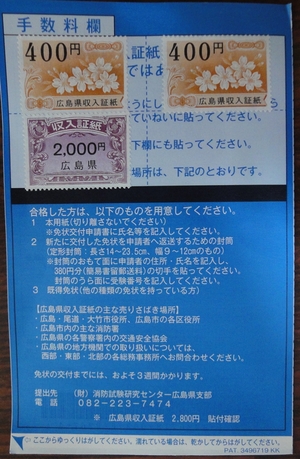 手数料欄
400円
広島県収入証紙
400円
広島県収入証紙
収入証紙
2,000円
広島県
入証紙
ではあ
ようにし
ら
ていねいに貼ってください。
下欄にも貼ってください。
場所は、下記のとおりです。
合格した方は、以下のものを用意してください。
1 本用紙(切り離さないでください)
※免状交付申請書に氏名等を記入してください。
2 新たに交付した免状を申請者へ返送するための封筒
(定形封筒:長さ14~23.5cm、幅9~12cmのもの)
※封筒のおもて面に申請者の住所・氏名を記入し、
380円分(簡易書留郵送料)の切手を貼ってください。
封筒のうら面に受験番号を記入してください。
3 既得免状(他の種類の免状を持っている方)
【広島県収入証紙の主な売りさばき場所】
・広島・尾道・大竹市役所、広島市の各区役所
・広島市内の主な消防署
・広島県の各警察署内の交通安全協会
・広島県の地方機関での取り扱いについては、
西部・東部・北部の各総務事務所へお問合わせください。
免状の交付までには、およそ3週間かかります。
提出先 (財)消防試験研究センター広島県支部
電話 082-223-7474
※ 広島県収入証紙 2,800円 貼付確認
ここからゆっくりはがしてください。濡れている場合は、乾かしてからはがしてください。
PAT. 3496719 KK